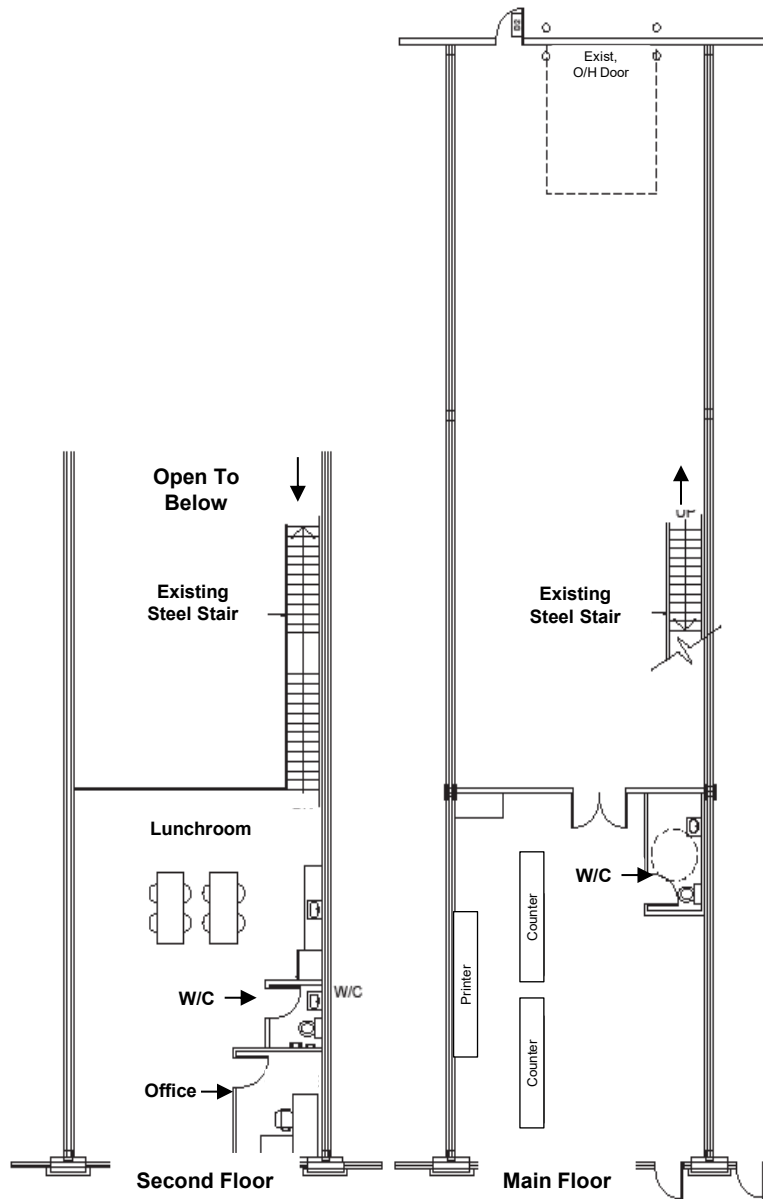 Exist,
O/H Door
Open To
Below
Existing
Steel Stair
UP
Existing
Steel Stair
Lunchroom
W/C
W/C
Office
Second Floor
W/C
Counter
Printer
Counter
Main Floor